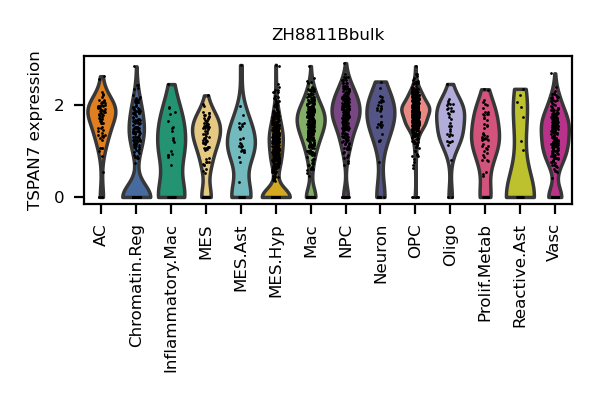 ZH8811Bbulk
TSPAN7 expression
2
0
AC
Chromatin.Reg
Inflammatory.Mac
MES
MES.Ast
MES.Hyp
Mac
NPC
Neuron
OPC
Oligo
Prolif.Metab
Reactive.Ast
Vasc